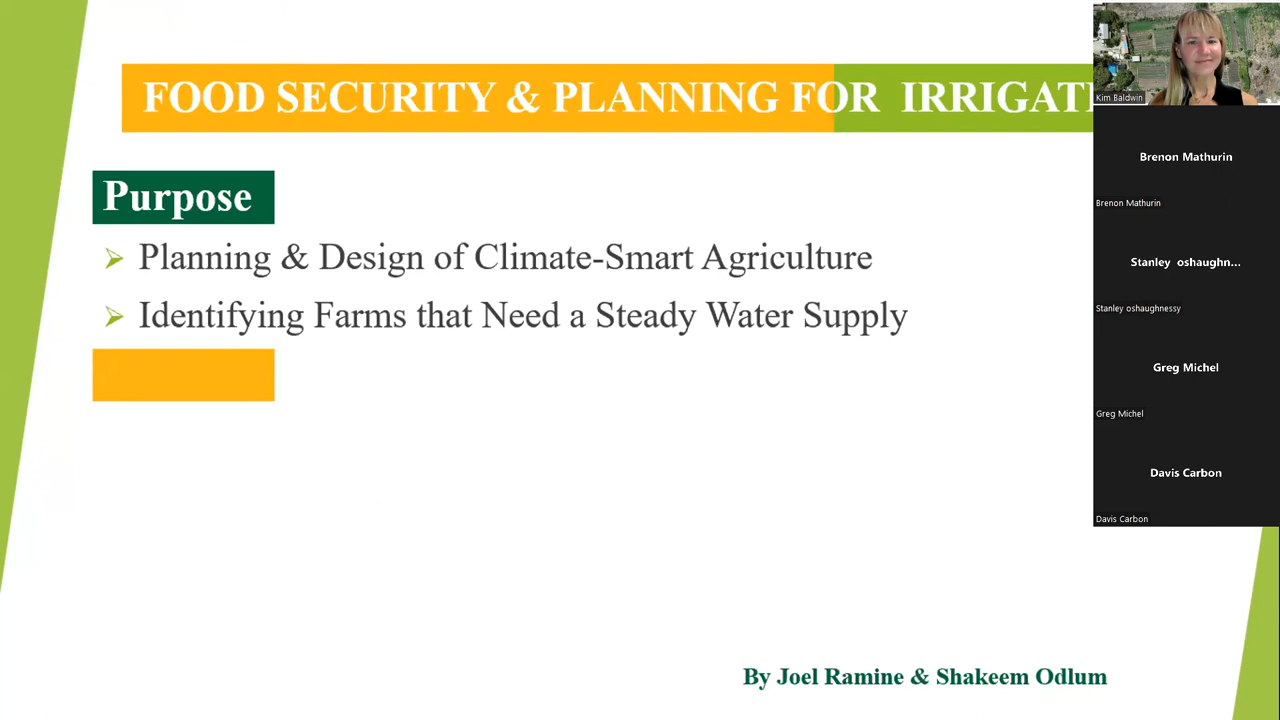 FOOD SECURITY & PLANNING FOR IRRIGATI
Purpose
Planning & Design of Climate-Smart Agriculture
Identifying Farms that Need a Steady Water Supply
By Joel Ramine & Shakeem Odlum
Kim Baldwin
Brenon Mathurin
Brenon Mathurin
Stanley oshaughn...
Stanley oshaughnessy
Greg Michel
Greg Michel
Davis Carbon
Davis Carbon